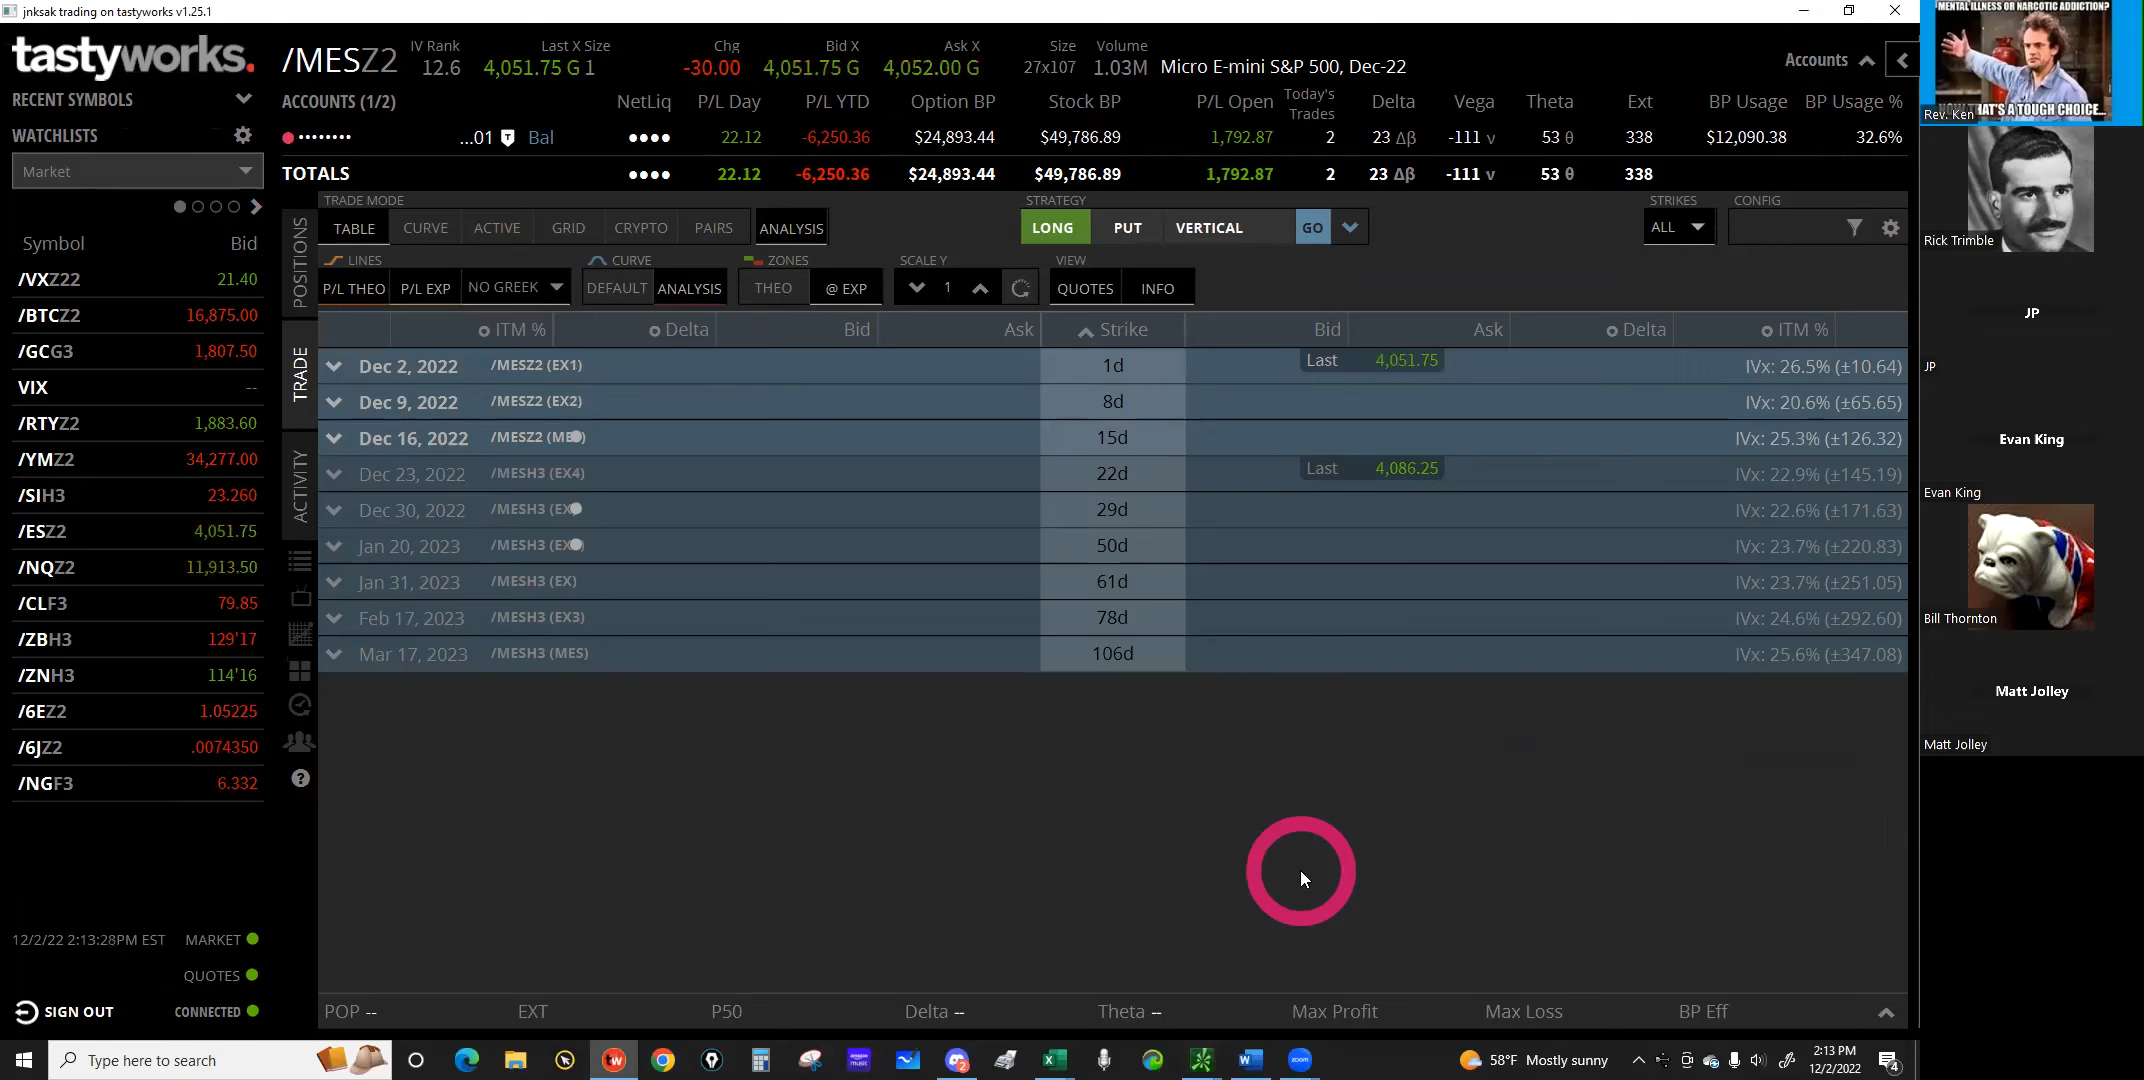 jnksak trading on tastyworks v1.25.1
tastyworks.
/MESZ2
IV Rank
12.6
Last X Size
4,051.75 G 1
Chg
-30.00
Bid X
4,051.75 G
Ask X
4,052.00 G
Size
27x107
Volume
1.03M
Micro E-mini S&P 500, Dec-22
Accounts
ACCOUNTS (1/2) NetLiq P/L Day P/L YTD Option BP Stock BP P/L Open Today's Trades Delta Vega Theta Ext BP Usage BP Usage %
...01 Bal 22.12 -6,250.36 $24,893.44 $49,786.89 1,792.87 2 23 Δβ -111 ν 53 θ 338 $12,090.38 32.6%
TOTALS 22.12 -6,250.36 $24,893.44 $49,786.89 1,792.87 2 23 Δβ -111 ν 53 θ 338
RECENT SYMBOLS
WATCHLISTS
Market
Symbol Bid
/VXZ22 21.40
/BTCZ2 16,875.00
/GCG3 1,807.50
VIX --
/RTYZ2 1,883.60
/YMZ2 34,277.00
/SIH3 23.260
/ESZ2 4,051.75
/NQZ2 11,913.50
/CLF3 79.85
/ZBH3 129'17
/ZNH3 114'16
/6EZ2 1.05225
/6JZ2 .0074350
/NGF3 6.332
12/2/22 2:13:28PM EST MARKET
QUOTES
SIGN OUT CONNECTED
POSITIONS
TRADE
ACTIVITY
TRADE MODE
TABLE CURVE ACTIVE GRID CRYPTO PAIRS ANALYSIS
STRATEGY
LONG PUT VERTICAL GO
STRIKES
ALL
CONFIG
LINES
P/L THEO P/L EXP NO GREEK
CURVE
DEFAULT ANALYSIS
ZONES
THEO @ EXP
SCALE Y
1
VIEW
QUOTES INFO
ITM % Delta Bid Ask Strike Bid Ask Delta ITM %
Dec 2, 2022 /MESZ2 (EX1) 1d Last 4,051.75 IVx: 26.5% (±10.64)
Dec 9, 2022 /MESZ2 (EX2) 8d IVx: 20.6% (±65.65)
Dec 16, 2022 /MESZ2 15d IVx: 25.3% (±126.32)
Dec 23, 2022 /MESH3 (EX4) 22d Last 4,086.25 IVx: 22.9% (±145.19)
Dec 30, 2022 /MESH3 29d IVx: 22.6% (±171.63)
Jan 20, 2023 /MESH3 50d IVx: 23.7% (±220.83)
Jan 31, 2023 /MESH3 (EX) 61d IVx: 23.7% (±251.05)
Feb 17, 2023 /MESH3 (EX3) 78d IVx: 24.6% (±292.60)
Mar 17, 2023 /MESH3 (MES) 106d IVx: 25.6% (±347.08)
POP -- EXT P50 Delta -- Theta -- Max Profit Max Loss BP Eff
MENTAL ILLNESS OR NARCOTIC ADDICTION?
THAT'S A TOUGH CHOICE...
Rev. Ken
Rick Trimble
JP
JP
Evan King
Evan King
Bill Thornton
Matt Jolley
Matt Jolley
Type here to search
58°F Mostly sunny
2:13 PM
12/2/2022
4